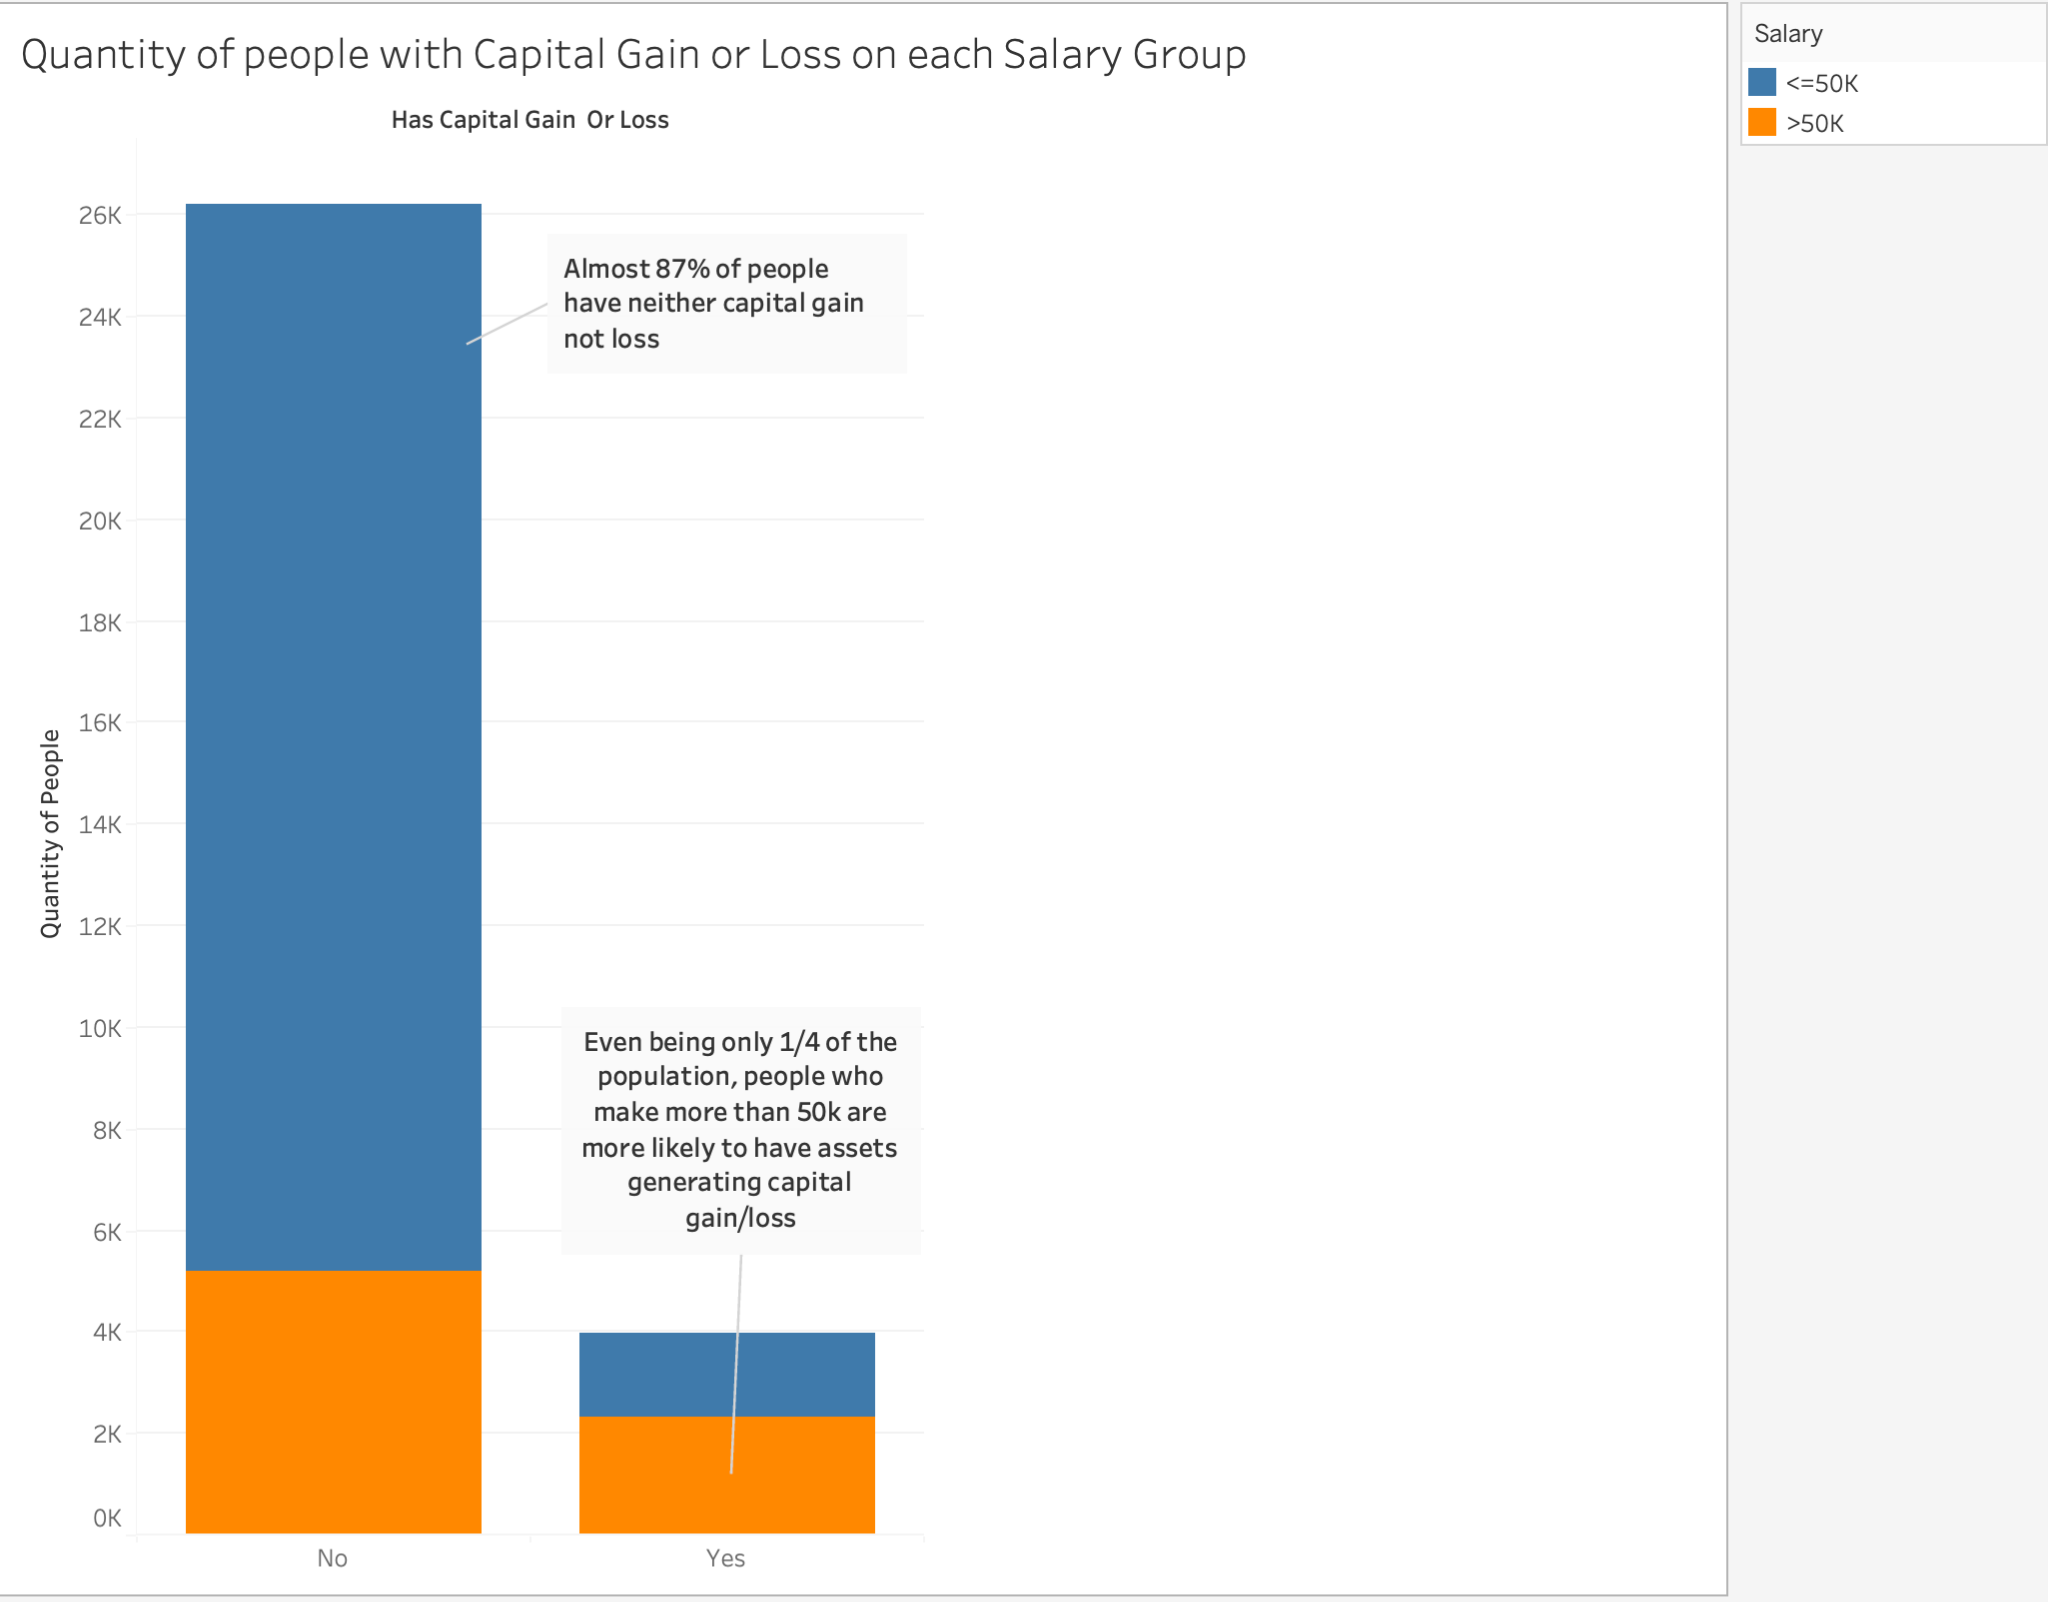 Quantity of people with Capital Gain or Loss on each Salary Group
Has Capital Gain  Or Loss
26K
24K
22K
20K
18K
16K
14K
12K
10K
8K
6K
4K
2K
0K
Quantity of People
Almost 87% of people
have neither capital gain
not loss
Even being only 1/4 of the
population, people who
make more than 50k are
more likely to have assets
generating capital
gain/loss
No
Yes
Salary
<=50K
>50K